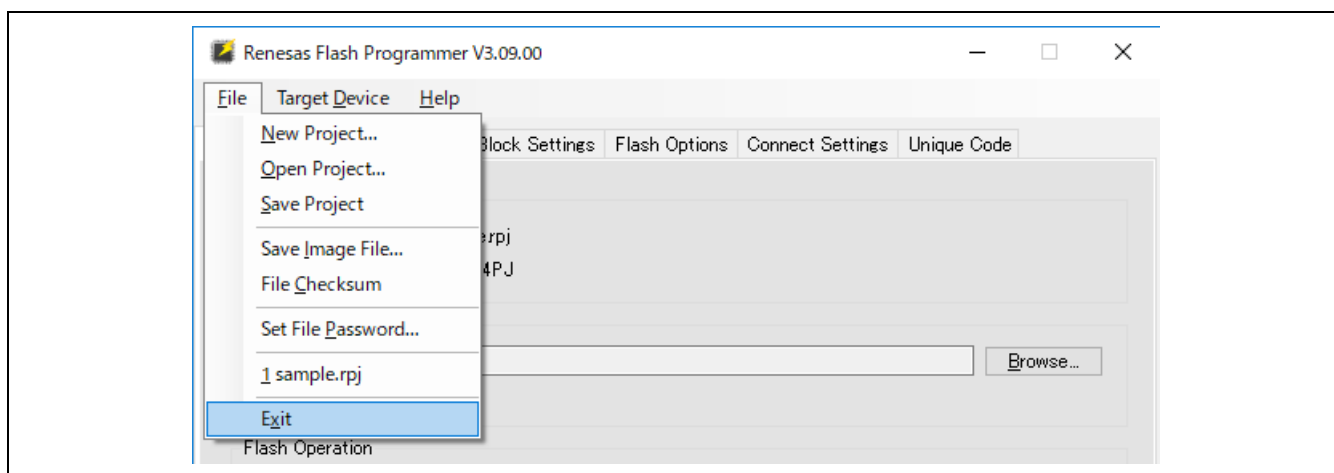 Renesas Flash Programmer V3.09.00
File Target Device Help
New Project...
Open Project...
Save Project
Save Image File...
File Checksum
Set File Password...
1 sample.rpj
Exit
Block Settings Flash Options Connect Settings Unique Code
.rpj
4PJ
Browse...
Flash Operation